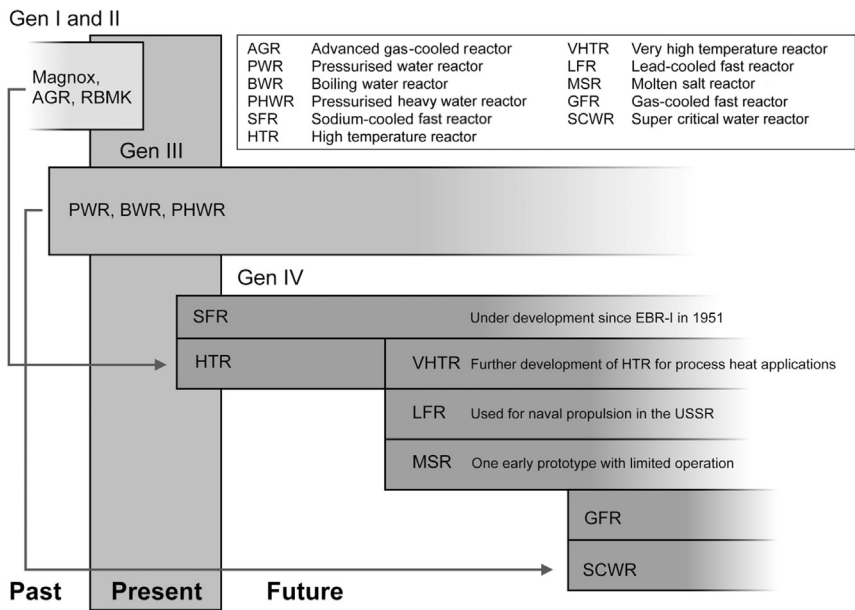 Gen I and II
AGR Advanced gas-cooled reactor
PWR Pressurised water reactor
BWR Boiling water reactor
PHWR Pressurised heavy water reactor
SFR Sodium-cooled fast reactor
HTR High temperature reactor
VHTR Very high temperature reactor
LFR Lead-cooled fast reactor
MSR Molten salt reactor
GFR Gas-cooled fast reactor
SCWR Super critical water reactor
Magnox,
AGR, RBMK
Gen III
PWR, BWR, PHWR
Gen IV
SFR Under development since EBR-I in 1951
HTR VHTR Further development of HTR for process heat applications
LFR Used for naval propulsion in the USSR
MSR One early prototype with limited operation
GFR
SCWR
Past Present Future